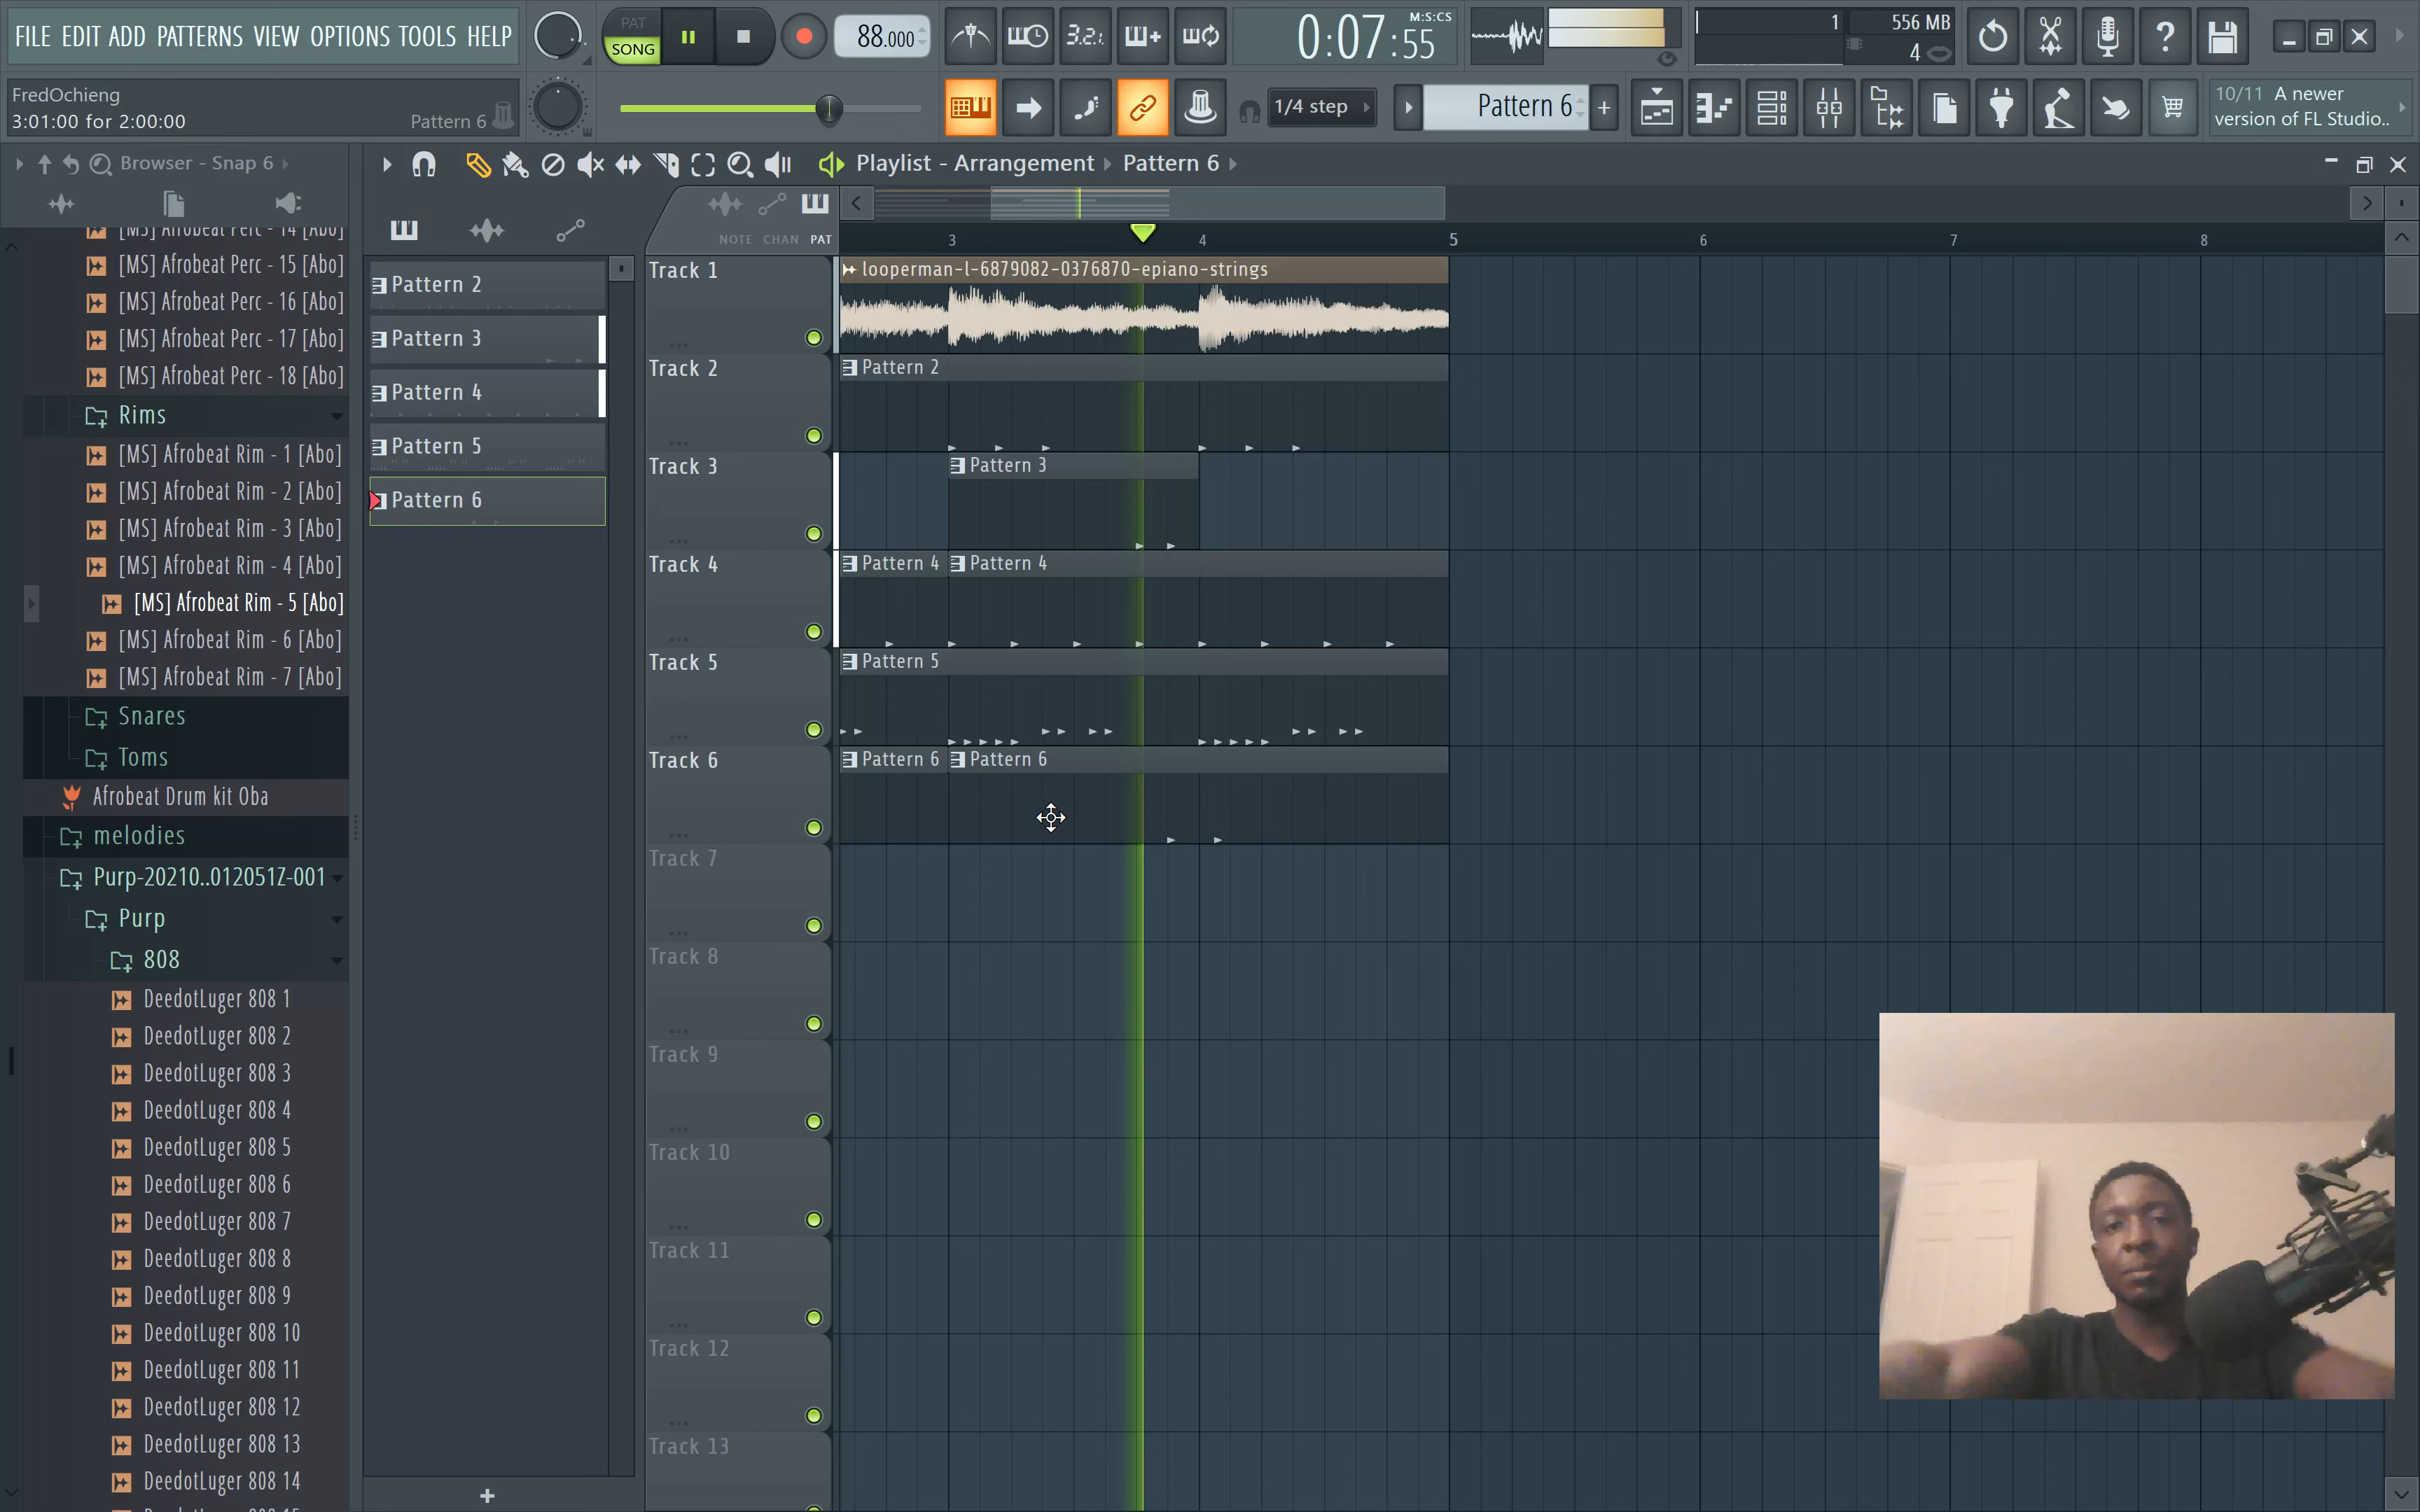 FILE EDIT ADD PATTERNS VIEW OPTIONS TOOLS HELP
PAT
SONG
88.000
3.2.
0:07:55
M:S:CS
1
556 MB
4
FredOchieng
3:01:00 for 2:00:00
Pattern 6
1/4 step
Pattern 6
+
10/11 A newer
version of FL Studio..
Browser - Snap 6
Playlist - Arrangement
Pattern 6
NOTE CHAN PAT
3 4 5 6 7 8
[MS] Afrobeat Perc - 14 [Abo]
[MS] Afrobeat Perc - 15 [Abo]
[MS] Afrobeat Perc - 16 [Abo]
[MS] Afrobeat Perc - 17 [Abo]
[MS] Afrobeat Perc - 18 [Abo]
Rims
[MS] Afrobeat Rim - 1 [Abo]
[MS] Afrobeat Rim - 2 [Abo]
[MS] Afrobeat Rim - 3 [Abo]
[MS] Afrobeat Rim - 4 [Abo]
[MS] Afrobeat Rim - 5 [Abo]
[MS] Afrobeat Rim - 6 [Abo]
[MS] Afrobeat Rim - 7 [Abo]
Snares
Toms
Afrobeat Drum kit Oba
melodies
Purp-20210..012051Z-001
Purp
808
DeedotLuger 808 1
DeedotLuger 808 2
DeedotLuger 808 3
DeedotLuger 808 4
DeedotLuger 808 5
DeedotLuger 808 6
DeedotLuger 808 7
DeedotLuger 808 8
DeedotLuger 808 9
DeedotLuger 808 10
DeedotLuger 808 11
DeedotLuger 808 12
DeedotLuger 808 13
DeedotLuger 808 14
Pattern 2
Pattern 3
Pattern 4
Pattern 5
Pattern 6
+
Track 1
looperman-l-6879082-0376870-epiano-strings
Track 2
Pattern 2
Track 3
Pattern 3
Track 4
Pattern 4 Pattern 4
Track 5
Pattern 5
Track 6
Pattern 6 Pattern 6
Track 7
Track 8
Track 9
Track 10
Track 11
Track 12
Track 13